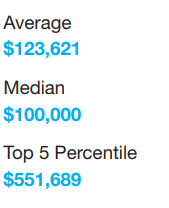 Average
$123,621
Median
$100,000
Top 5 Percentile
$551,689